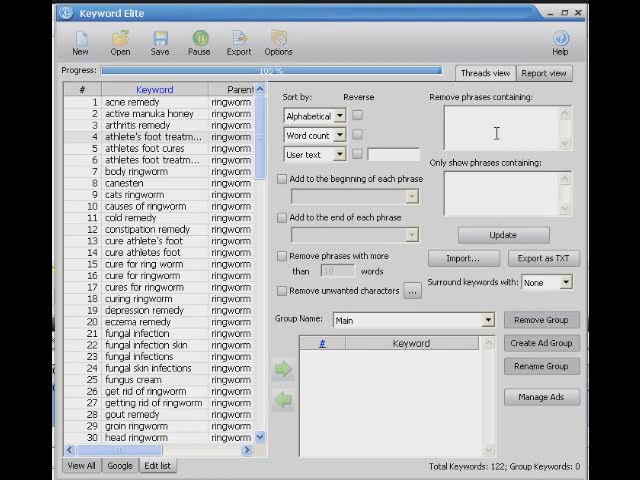 Keyword Elite
New Open Save Pause Export Options Help
Progress: 100 % Threads view Report view
# Keyword Parent
1 acne remedy ringworm
2 active manuka honey ringworm
3 arthritis remedy ringworm
4 athlete's foot treatm... ringworm
5 athletes foot cures ringworm
6 athletes foot treatm... ringworm
7 body ringworm ringworm
8 canesten ringworm
9 cats ringworm ringworm
10 causes of ringworm ringworm
11 cold remedy ringworm
12 constipation remedy ringworm
13 cure athlete's foot ringworm
14 cure athletes foot ringworm
15 cure for ring worm ringworm
16 cure for ringworm ringworm
17 cures for ringworm ringworm
18 curing ringworm ringworm
19 depression remedy ringworm
20 eczema remedy ringworm
21 fungal infection ringworm
22 fungal infection skin ringworm
23 fungal infections ringworm
24 fungal skin infections ringworm
25 fungus cream ringworm
26 get rid of ringworm ringworm
27 getting rid of ringworm ringworm
28 gout remedy ringworm
29 groin ringworm ringworm
30 head ringworm ringworm
View All Google Edit list
Sort by: Reverse
Alphabetical
Word count
User text
Add to the beginning of each phrase
Add to the end of each phrase
Remove phrases with more
than 10 words
Remove unwanted characters ...
Remove phrases containing:
Only show phrases containing:
Update
Import... Export as TXT
Surround keywords with: None
Group Name: Main Remove Group
# Keyword
Create Ad Group
Rename Group
Manage Ads
Total Keywords: 122; Group Keywords: 0